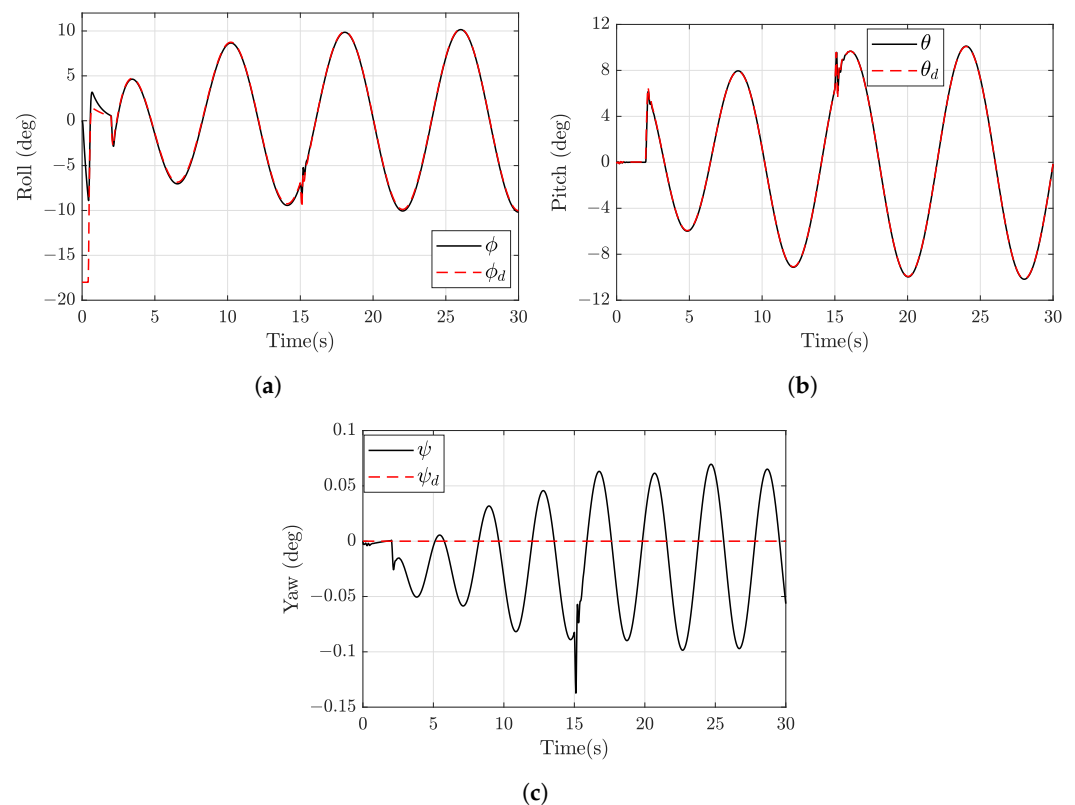 10
5
0
−5
−10
−15
−20
Roll (deg)
ϕ
ϕ_d
0 5 10 15 20 25 30
Time(s)
(a)
12
8
4
0
−4
−8
−12
Pitch (deg)
θ
θ_d
0 5 10 15 20 25 30
Time(s)
(b)
0.1
0.05
0
−0.05
−0.1
−0.15
Yaw (deg)
ψ
ψ_d
0 5 10 15 20 25 30
Time(s)
(c)